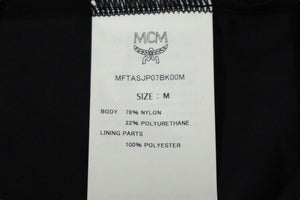 MCM
MFTASJP07BK00M
SIZE : M
BODY 78% NYLON
22% POLYURETHANE
LINING PARTS
100% POLYESTER